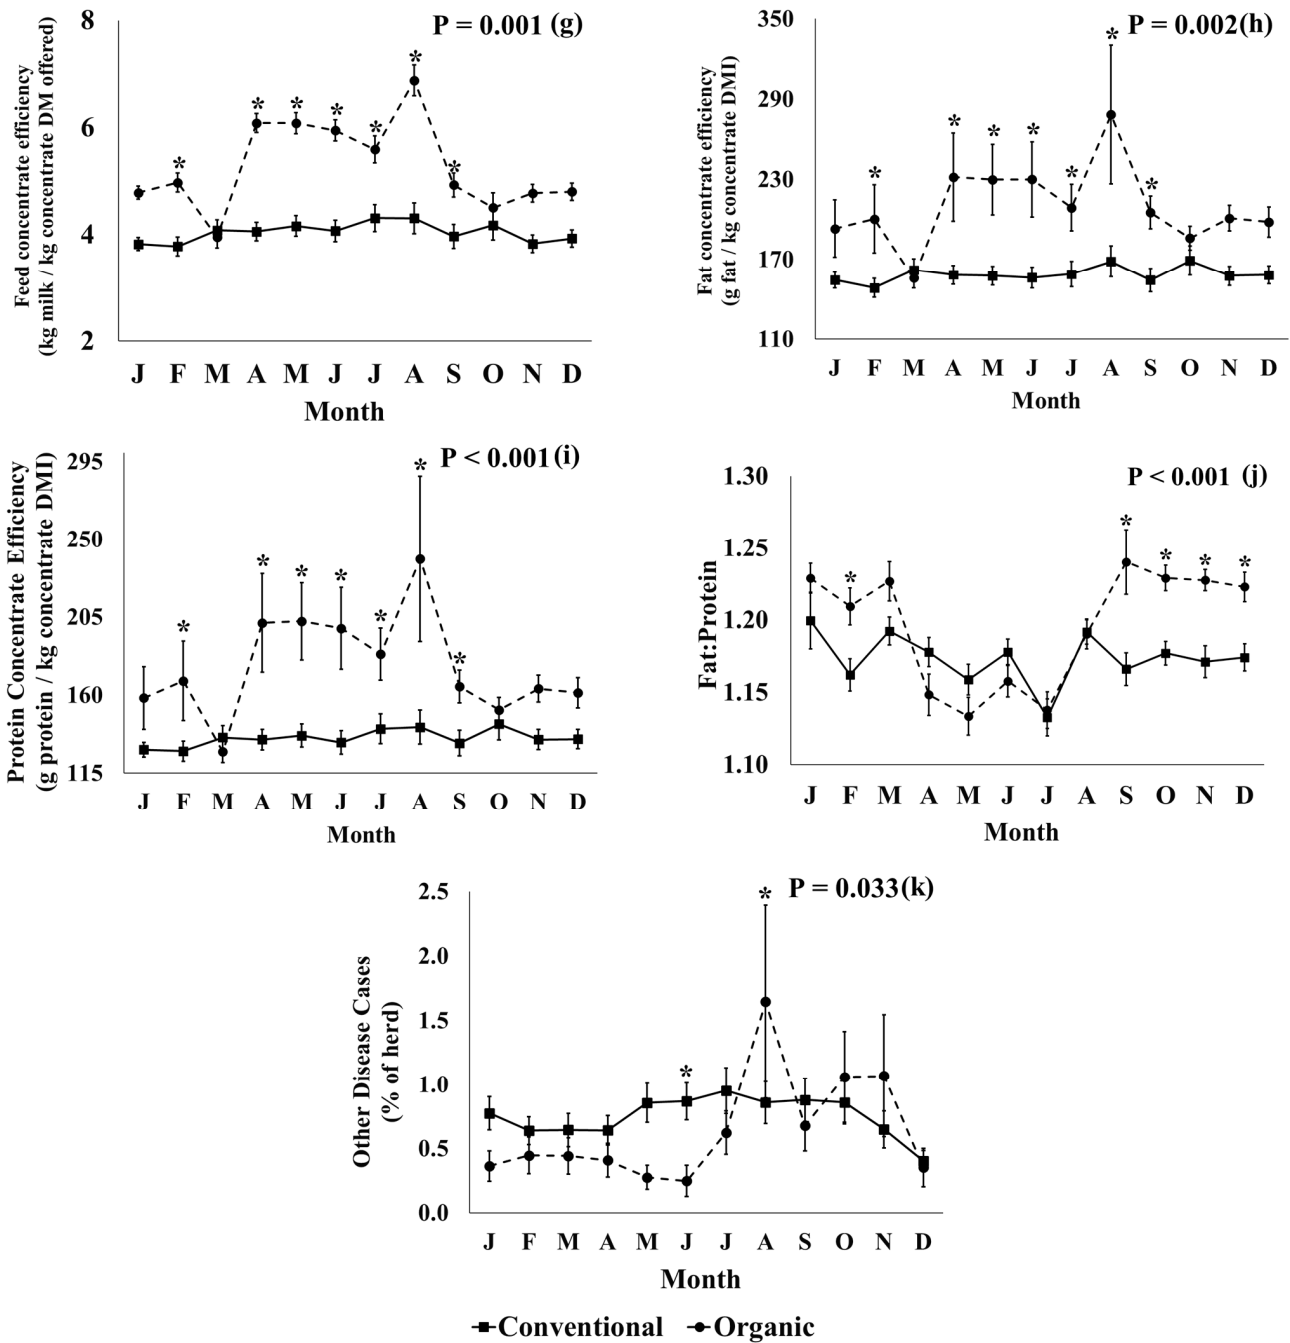 P = 0.001 (g)
Feed concentrate efficiency
(kg milk / kg concentrate DM offered)
8
6
4
2
J F M A M J J A S O N D
Month
P = 0.002(h)
Fat concentrate efficiency
(g fat / kg concentrate DMI)
350
290
230
170
110
J F M A M J J A S O N D
Month
P < 0.001 (i)
Protein Concentrate Efficiency
(g protein / kg concentrate DMI)
295
250
205
160
115
J F M A M J J A S O N D
Month
P < 0.001 (j)
Fat:Protein
1.30
1.25
1.20
1.15
1.10
J F M A M J J A S O N D
Month
P = 0.033(k)
Other Disease Cases
(% of herd)
2.5
2.0
1.5
1.0
0.5
0.0
J F M A M J J A S O N D
Month
Conventional Organic